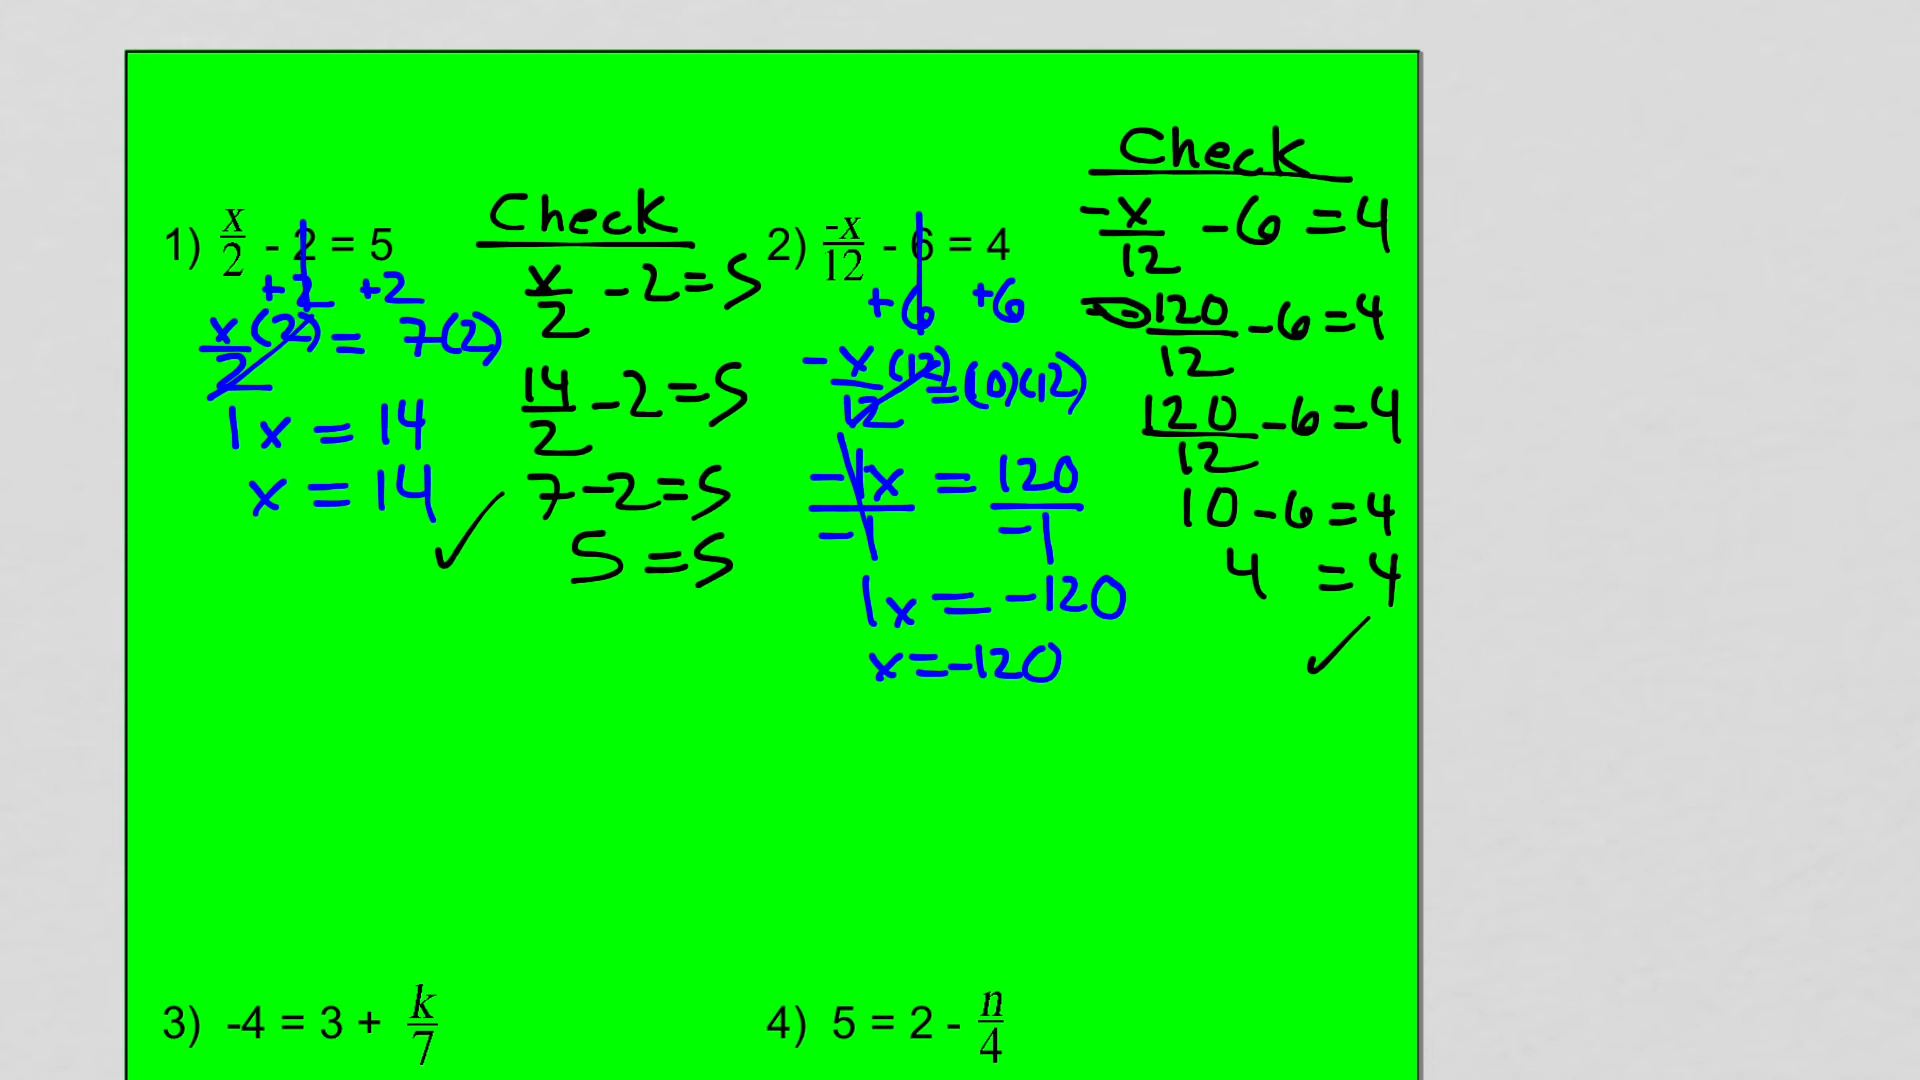 1) x/2 - 2 = 5
+2 +2
x/2 (2) = 7(2)
1x = 14
x = 14 ✓
Check
x/2 - 2 = 5
14/2 - 2 = 5
7 - 2 = 5
5 = 5
2) -x/12 - 6 = 4
+6 +6
-x/12 (12) = (10)(12)
-1x/-1 = 120/-1
1x = -120
x = -120
Check
-x/12 - 6 = 4
120/12 - 6 = 4
120/12 - 6 = 4
10 - 6 = 4
4 = 4
✓
3) -4 = 3 + k/7
4) 5 = 2 - n/4